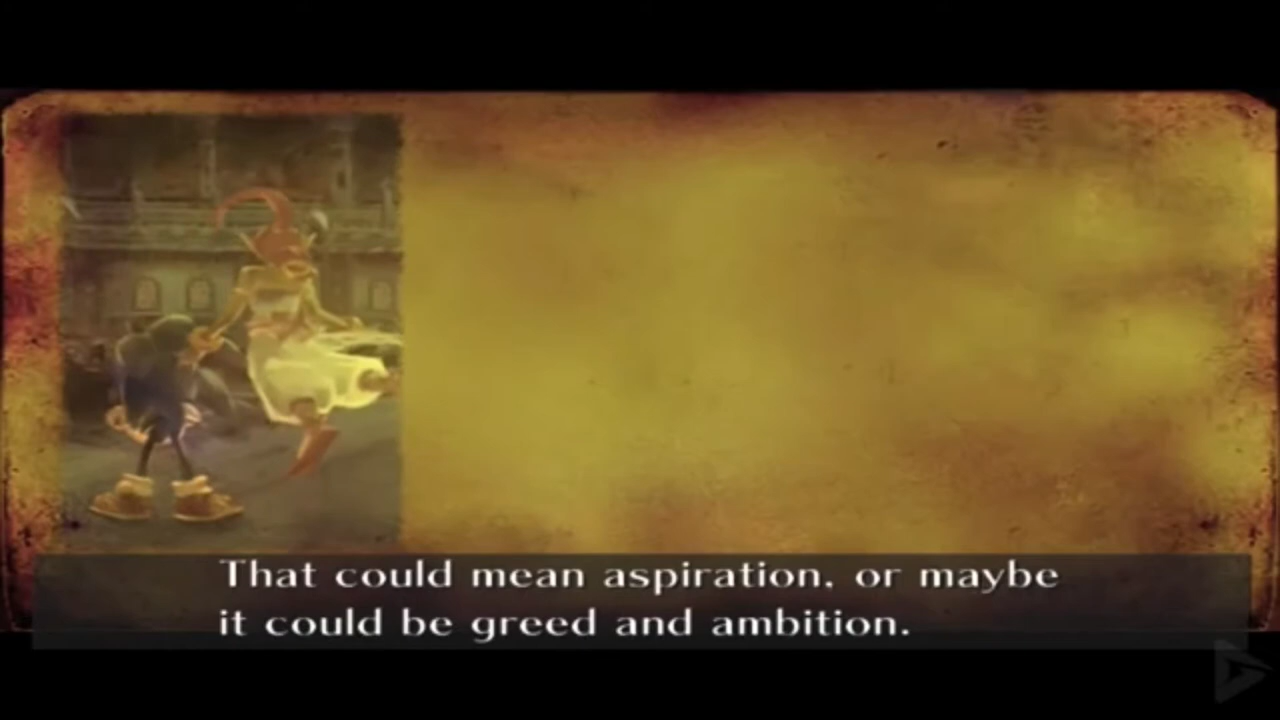 That could mean aspiration, or maybe
it could be greed and ambition.